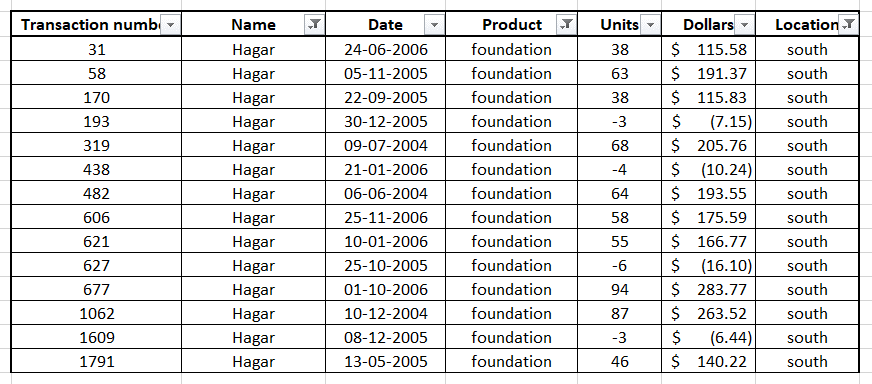 Transaction numb Name Date Product Units Dollars Location
31 Hagar 24-06-2006 foundation 38 $ 115.58 south
58 Hagar 05-11-2005 foundation 63 $ 191.37 south
170 Hagar 22-09-2005 foundation 38 $ 115.83 south
193 Hagar 30-12-2005 foundation -3 $ (7.15) south
319 Hagar 09-07-2004 foundation 68 $ 205.76 south
438 Hagar 21-01-2006 foundation -4 $ (10.24) south
482 Hagar 06-06-2004 foundation 64 $ 193.55 south
606 Hagar 25-11-2006 foundation 58 $ 175.59 south
621 Hagar 10-01-2006 foundation 55 $ 166.77 south
627 Hagar 25-10-2005 foundation -6 $ (16.10) south
677 Hagar 01-10-2006 foundation 94 $ 283.77 south
1062 Hagar 10-12-2004 foundation 87 $ 263.52 south
1609 Hagar 08-12-2005 foundation -3 $ (6.44) south
1791 Hagar 13-05-2005 foundation 46 $ 140.22 south